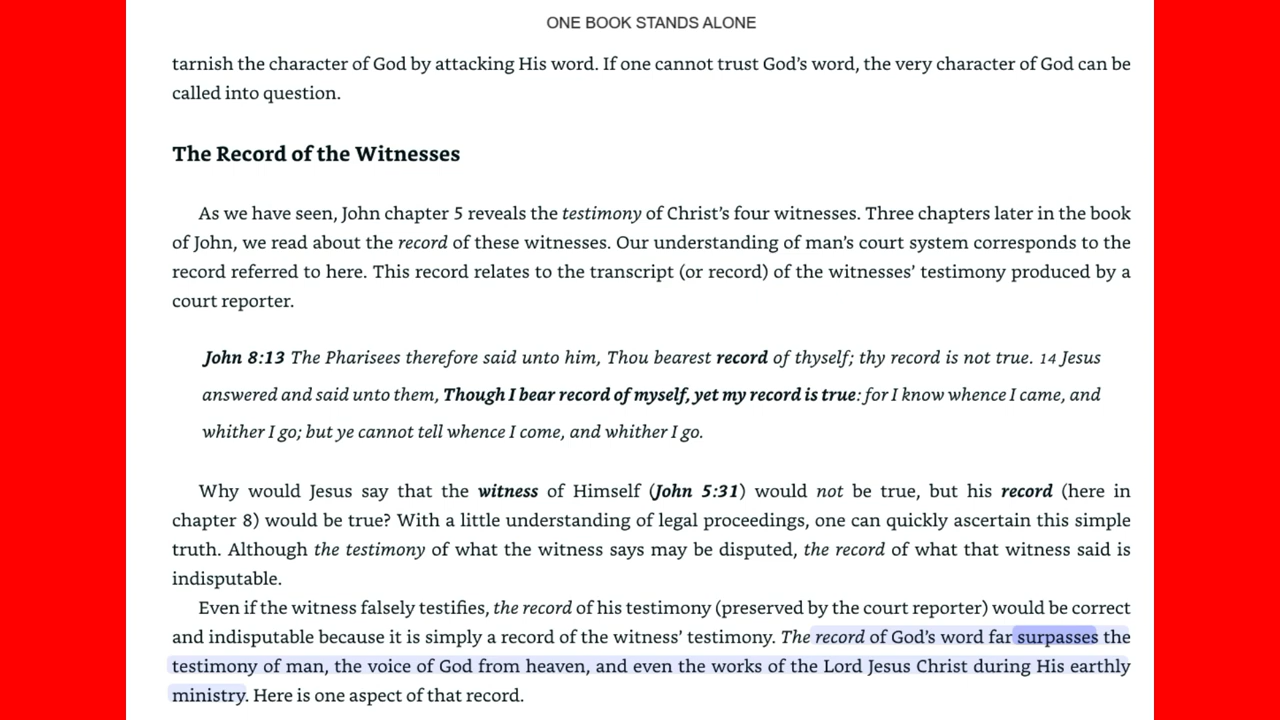 ONE BOOK STANDS ALONE
tarnish the character of God by attacking His word. If one cannot trust God’s word, the very character of God can be
called into question.
The Record of the Witnesses
As we have seen, John chapter 5 reveals the testimony of Christ’s four witnesses. Three chapters later in the book
of John, we read about the record of these witnesses. Our understanding of man’s court system corresponds to the
record referred to here. This record relates to the transcript (or record) of the witnesses’ testimony produced by a
court reporter.
John 8:13 The Pharisees therefore said unto him, Thou bearest record of thyself; thy record is not true. 14 Jesus
answered and said unto them, Though I bear record of myself, yet my record is true: for I know whence I came, and
whither I go; but ye cannot tell whence I come, and whither I go.
Why would Jesus say that the witness of Himself (John 5:31) would not be true, but his record (here in
chapter 8) would be true? With a little understanding of legal proceedings, one can quickly ascertain this simple
truth. Although the testimony of what the witness says may be disputed, the record of what that witness said is
indisputable.
Even if the witness falsely testifies, the record of his testimony (preserved by the court reporter) would be correct
and indisputable because it is simply a record of the witness’ testimony. The record of God’s word far surpasses the
testimony of man, the voice of God from heaven, and even the works of the Lord Jesus Christ during His earthly
ministry. Here is one aspect of that record.